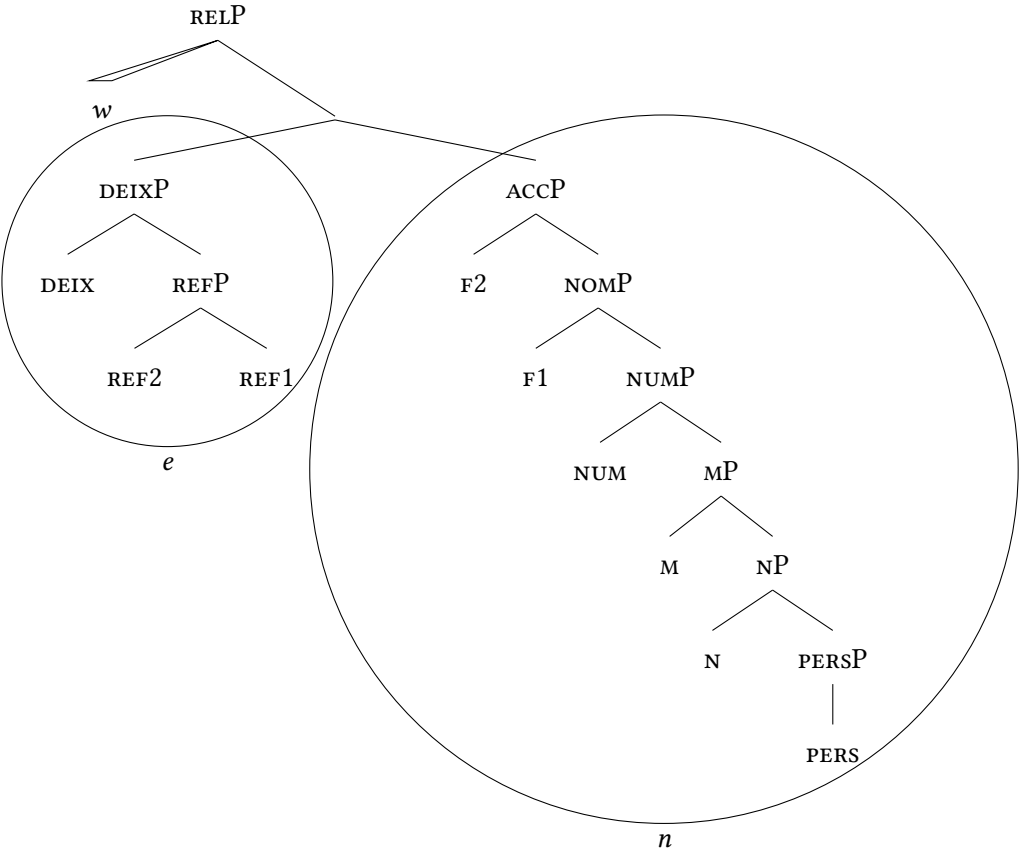 RELP
w
DEIXP ACCP
DEIX REFP F2 NOMP
REF2 REF1 F1 NUMP
e
NUM MP
M NP
N PERSP
PERS
n